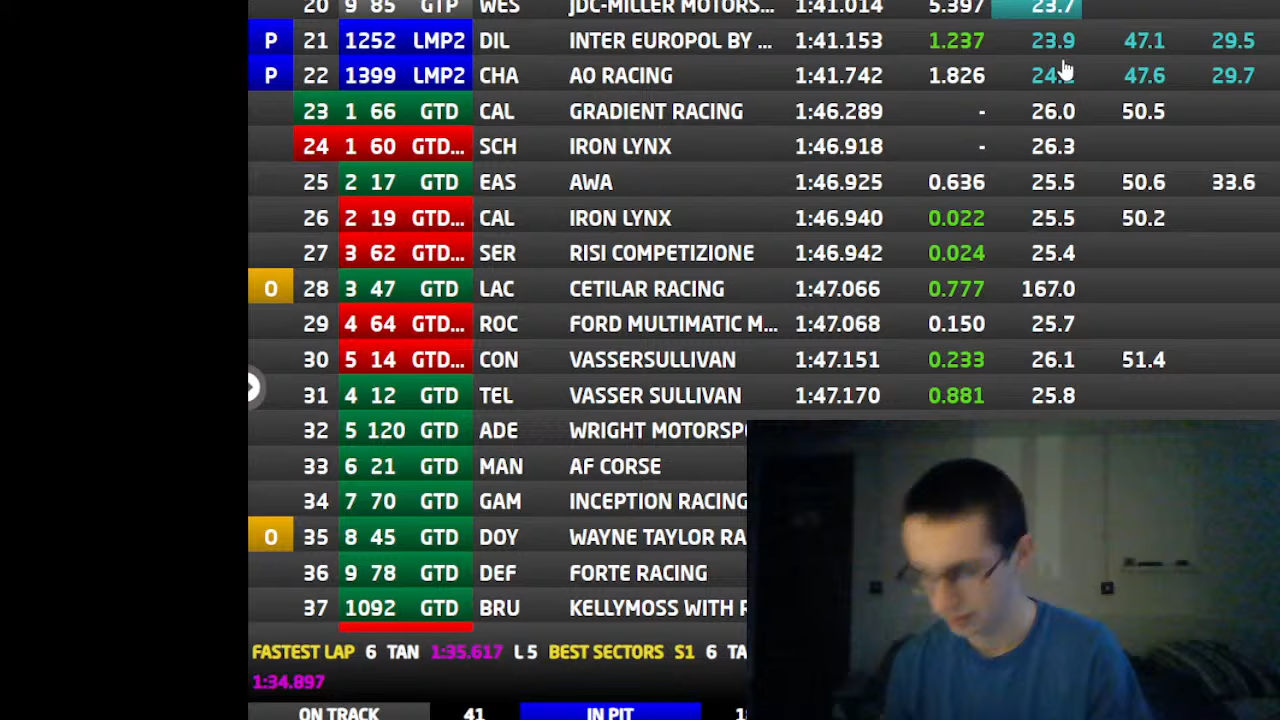 20 9 85 GTP WES JDC-MILLER MOTORS... 1:41.014 5.397 23.7
P 21 1252 LMP2 DIL INTER EUROPOL BY ... 1:41.153 1.237 23.9 47.1 29.5
P 22 1399 LMP2 CHA AO RACING 1:41.742 1.826 24. 47.6 29.7
23 1 66 GTD CAL GRADIENT RACING 1:46.289 - 26.0 50.5
24 1 60 GTD... SCH IRON LYNX 1:46.918 - 26.3
25 2 17 GTD EAS AWA 1:46.925 0.636 25.5 50.6 33.6
26 2 19 GTD... CAL IRON LYNX 1:46.940 0.022 25.5 50.2
27 3 62 GTD... SER RISI COMPETIZIONE 1:46.942 0.024 25.4
O 28 3 47 GTD LAC CETILAR RACING 1:47.066 0.777 167.0
29 4 64 GTD... ROC FORD MULTIMATIC M... 1:47.068 0.150 25.7
30 5 14 GTD... CON VASSERSULLIVAN 1:47.151 0.233 26.1 51.4
31 4 12 GTD TEL VASSER SULLIVAN 1:47.170 0.881 25.8
32 5 120 GTD ADE WRIGHT MOTORSP
33 6 21 GTD MAN AF CORSE
34 7 70 GTD GAM INCEPTION RACING
O 35 8 45 GTD DOY WAYNE TAYLOR RA
36 9 78 GTD DEF FORTE RACING
37 1092 GTD BRU KELLYMOSS WITH
FASTEST LAP 6 TAN 1:35.617 L 5 BEST SECTORS S1 6 TA
1:34.897
ON TRACK 41 IN PIT